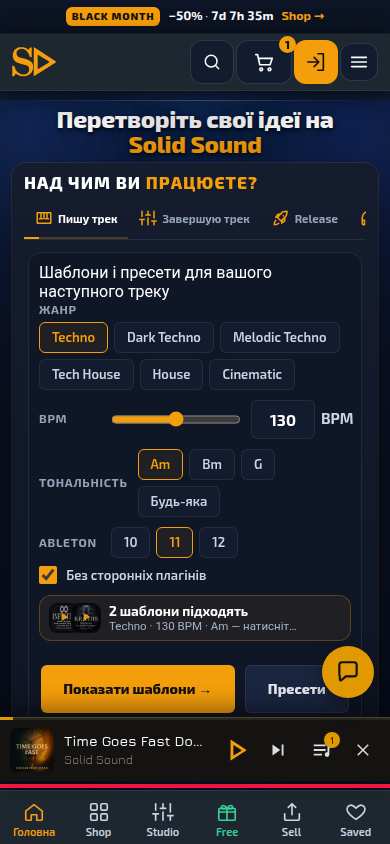 BLACK MONTH −50% · 7d 7h 35m Shop →
SD
1
Перетворіть свої ідеї на
Solid Sound
НАД ЧИМ ВИ ПРАЦЮЄТЕ?
Пишу трек Завершую трек Release
Шаблони і пресети для вашого
наступного треку
ЖАНР
Techno Dark Techno Melodic Techno
Tech House House Cinematic
BPM 130 BPM
ТОНАЛЬНІСТЬ Am Bm G
Будь-яка
ABLETON 10 11 12
Без сторонніх плагінів
2 шаблони підходять
Techno · 130 BPM · Am — натисніт…
Показати шаблони → Пресети
Time Goes Fast Do…
Solid Sound
1
Головна Shop Studio Free Sell Saved